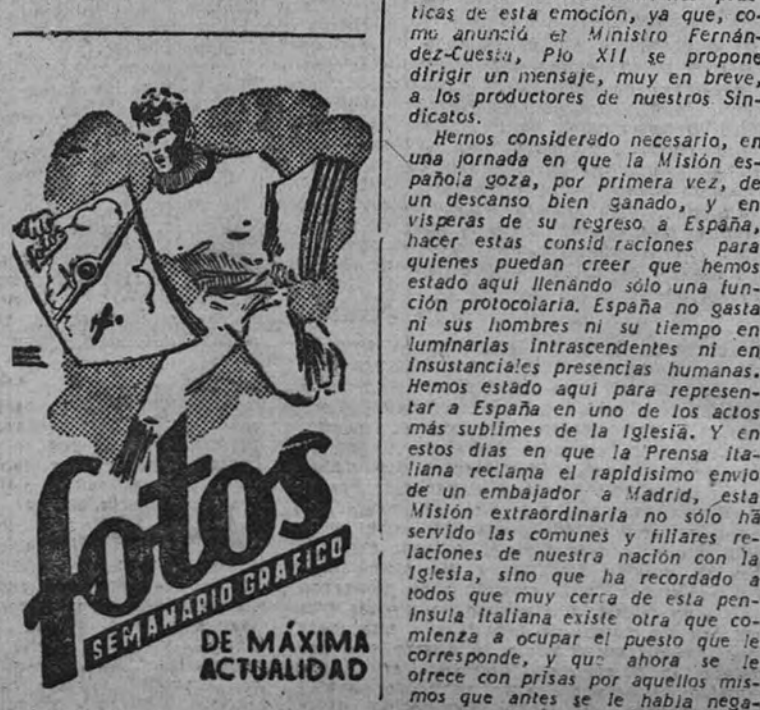 fotos
SEMANARIO GRAFICO
DE MÁXIMA
ACTUALIDAD
ticas de esta emoción, ya que, co-
mo anunció el Ministro Fernán-
dez-Cuesta, Pío XII se propone
dirigir un mensaje, muy en breve,
a los productores de nuestros Sin-
dicatos.
Hemos considerado necesario, en
una jornada en que la Misión es-
pañola goza, por primera vez, de
un descanso bien ganado, y en
vísperas de su regreso a España,
hacer estas consid raciones para
quienes puedan creer que hemos
estado aquí llenando sólo una fun-
ción protocolaria. España no gasta
ni sus hombres ni su tiempo en
luminarias intrascendentes ni en
insustanciales presencias humanas.
Hemos estado aquí para represen-
tar a España en uno de los actos
más sublimes de la Iglesia. Y en
estos días en que la Prensa ita-
liana reclama el rapidísimo envío
de un embajador a Madrid, esta
Misión extraordinaria no sólo ha
servido las comunes y filiares re-
laciones de nuestra nación con la
Iglesia, sino que ha recordado a
todos que muy cerca de esta pen-
ínsula italiana existe otra que co-
mienza a ocupar el puesto que le
corresponde, y que ahora se le
ofrece con prisas por aquellos mis-
mos que antes se le había nega-